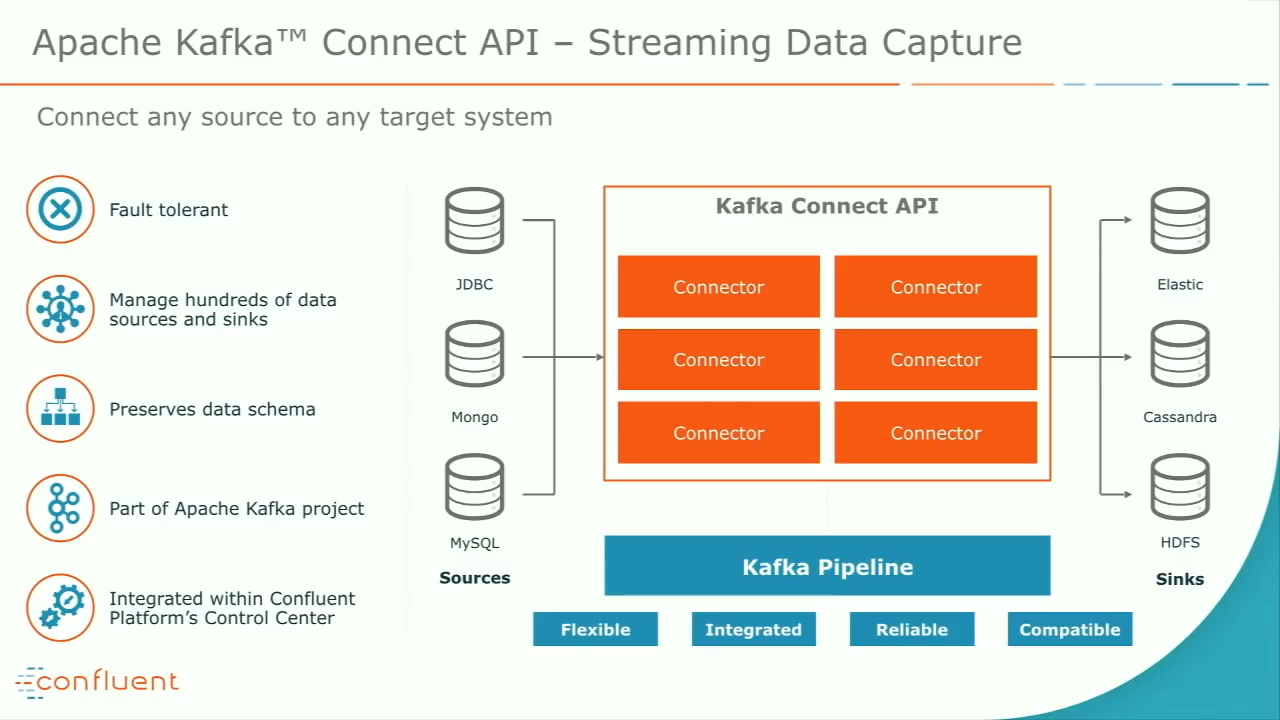 Apache Kafka™ Connect API – Streaming Data Capture
Connect any source to any target system
Fault tolerant
Manage hundreds of data
sources and sinks
Preserves data schema
Part of Apache Kafka project
Integrated within Confluent
Platform’s Control Center
JDBC
Mongo
MySQL
Sources
Kafka Connect API
Connector
Connector
Connector
Connector
Connector
Connector
Kafka Pipeline
Flexible
Integrated
Reliable
Compatible
Elastic
Cassandra
HDFS
Sinks
confluent